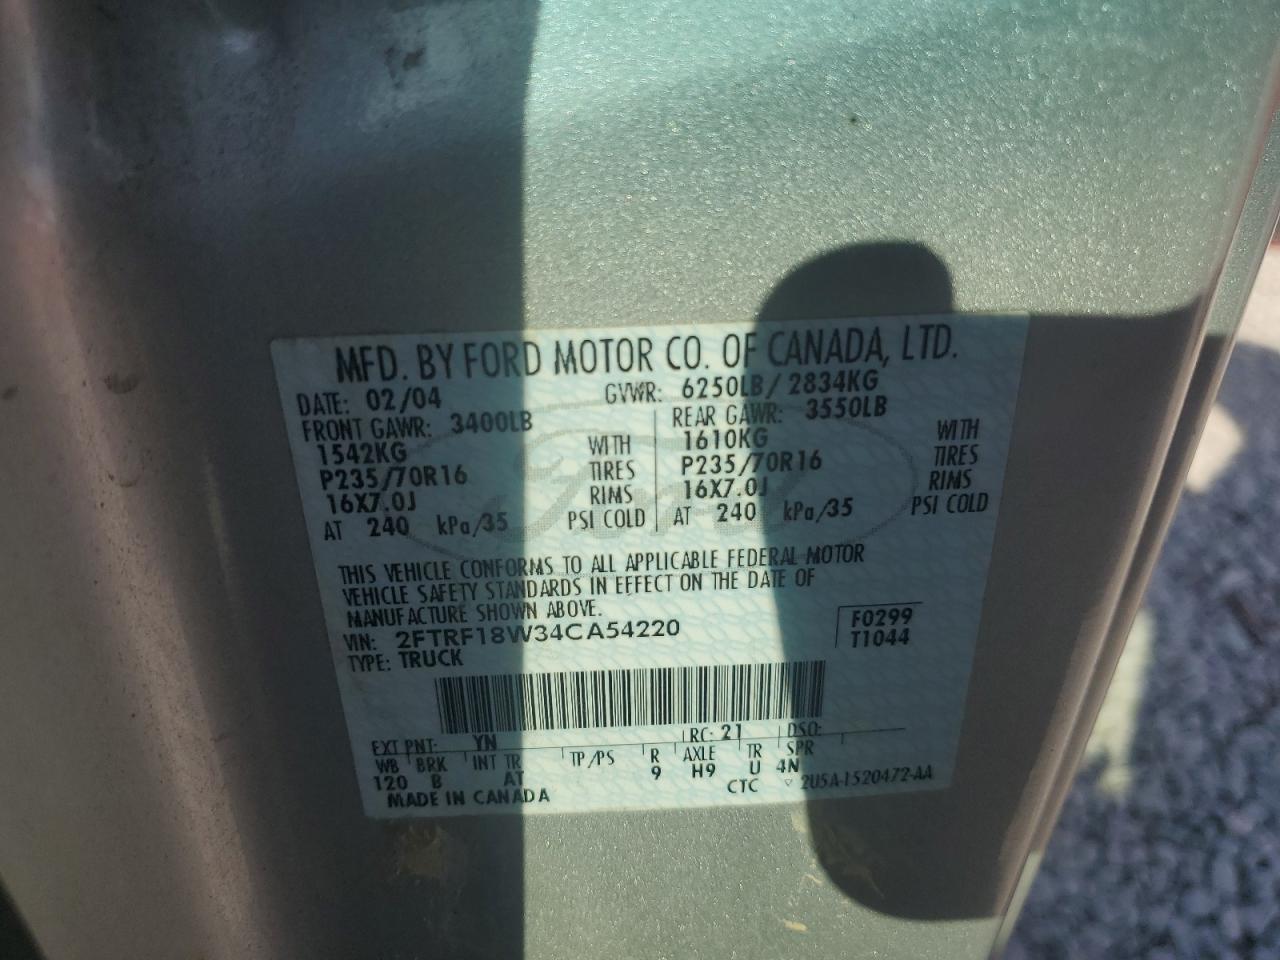 MFD. BY FORD MOTOR CO. OF CANADA, LTD.
DATE: 02/04 GVWR: 6250LB/ 2834KG
FRONT GAWR: 3400LB REAR GAWR: 3550LB
1542KG WITH 1610KG WITH
P235/70R16 TIRES P235/70R16 TIRES
16X7.0J RIMS 16X7.0J RIMS
AT 240 kPa/35 PSI COLD AT 240 kPa/35 PSI COLD
THIS VEHICLE CONFORMS TO ALL APPLICABLE FEDERAL MOTOR
VEHICLE SAFETY STANDARDS IN EFFECT ON THE DATE OF
MANUFACTURE SHOWN ABOVE.
VIN: 2FTRF18W34CA54220 F0299
TYPE: TRUCK T1044
EXT PNT: YN RC: 21 DSO:
WB BRK INT TR TP/PS R AXLE TR SPR
120 B AT 9 H9 U 4N
MADE IN CANADA CTC ▽ 2U5A-1520472-AA
Ford